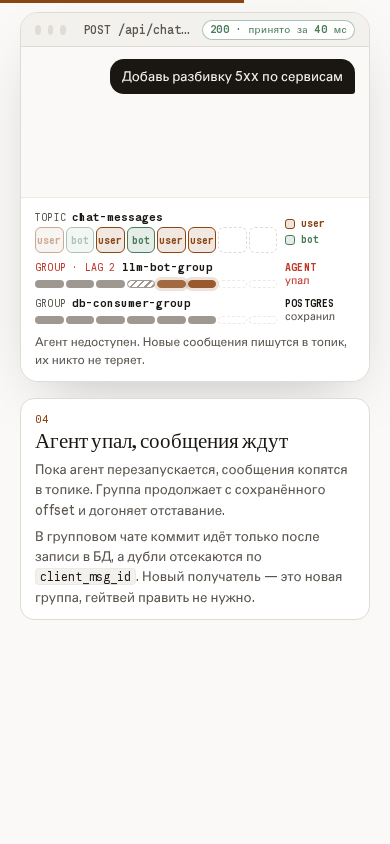 POST /api/chat…
200 · принято за 40 мс
Добавь разбивку 5xx по сервисам
TOPIC chat-messages
user bot user bot user user
user
bot
GROUP · LAG 2 llm-bot-group
AGENT
упал
GROUP db-consumer-group
POSTGRES
сохранил
Агент недоступен. Новые сообщения пишутся в топик,
их никто не теряет.
04
Агент упал, сообщения ждут
Пока агент перезапускается, сообщения копятся
в топике. Группа продолжает с сохранённого
offset и догоняет отставание.
В групповом чате коммит идёт только после
записи в БД, а дубли отсекаются по
client_msg_id. Новый получатель — это новая
группа, гейтвей править не нужно.